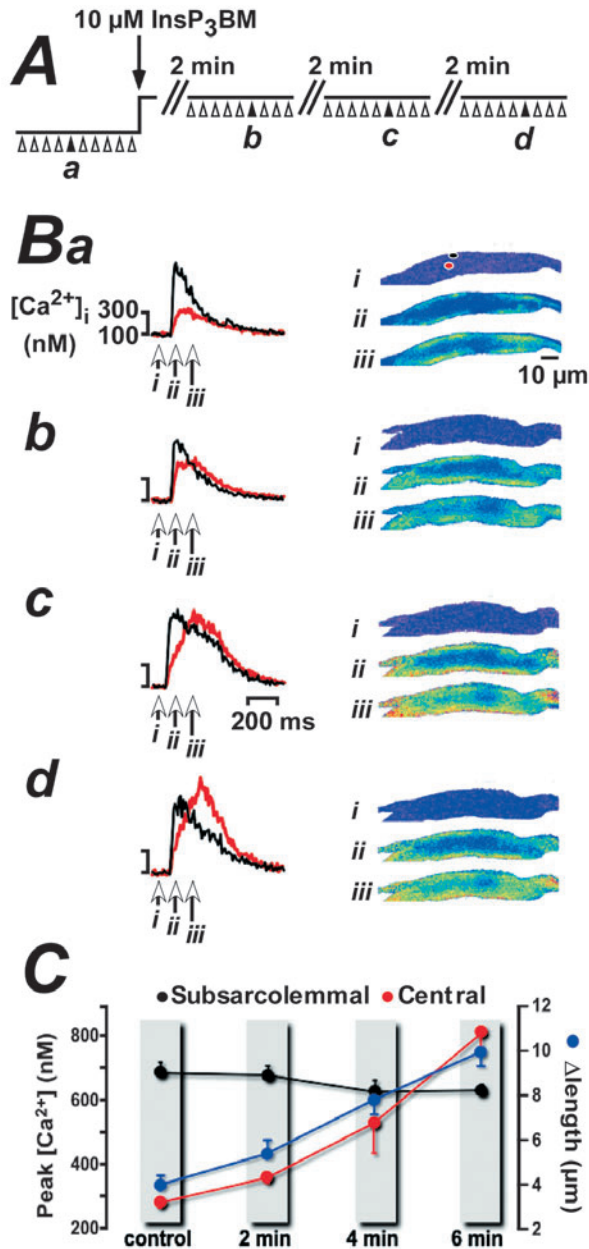 A
10 µM InsP₃BM
2 min 2 min 2 min
a b c d
Ba
[Ca²⁺]i
(nM)
300
100
i ii iii
i
ii
iii
10 µm
b
i ii iii
i
ii
iii
c
200 ms
i ii iii
i
ii
iii
d
i ii iii
i
ii
iii
C
Subsarcolemmal Central
Peak [Ca²⁺] (nM)
800
600
400
200
12
10
8
6
4
2
Δlength (µm)
control 2 min 4 min 6 min